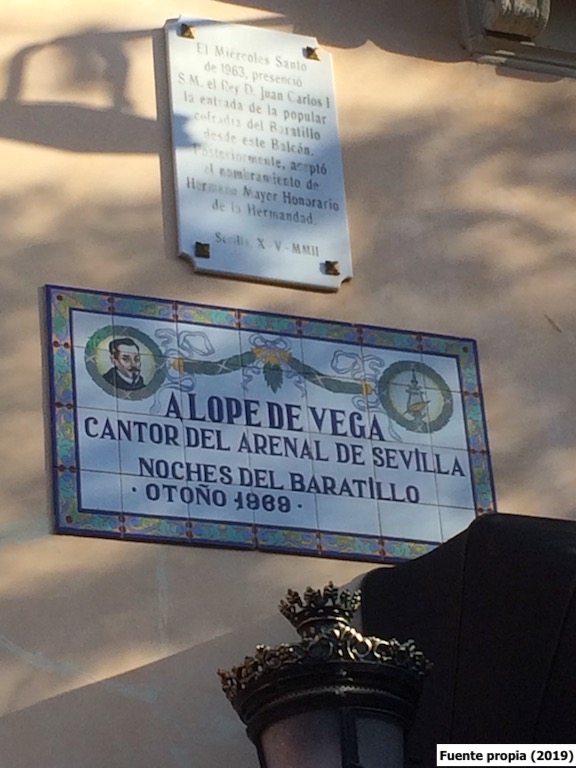 El Miércoles Santo
de 1963, presenció
S.M. el Rey D. Juan Carlos I
la entrada de la popular
cofradía del Baratillo
desde este Balcón.
Posteriormente, aceptó
el nombramiento de
Hermano Mayor Honorario
de la Hermandad.
Sevilla, X-V-MMII
A LOPE DE VEGA
CANTOR DEL ARENAL DE SEVILLA
NOCHES DEL BARATILLO
· OTOÑO 1969 ·
Fuente propia (2019)